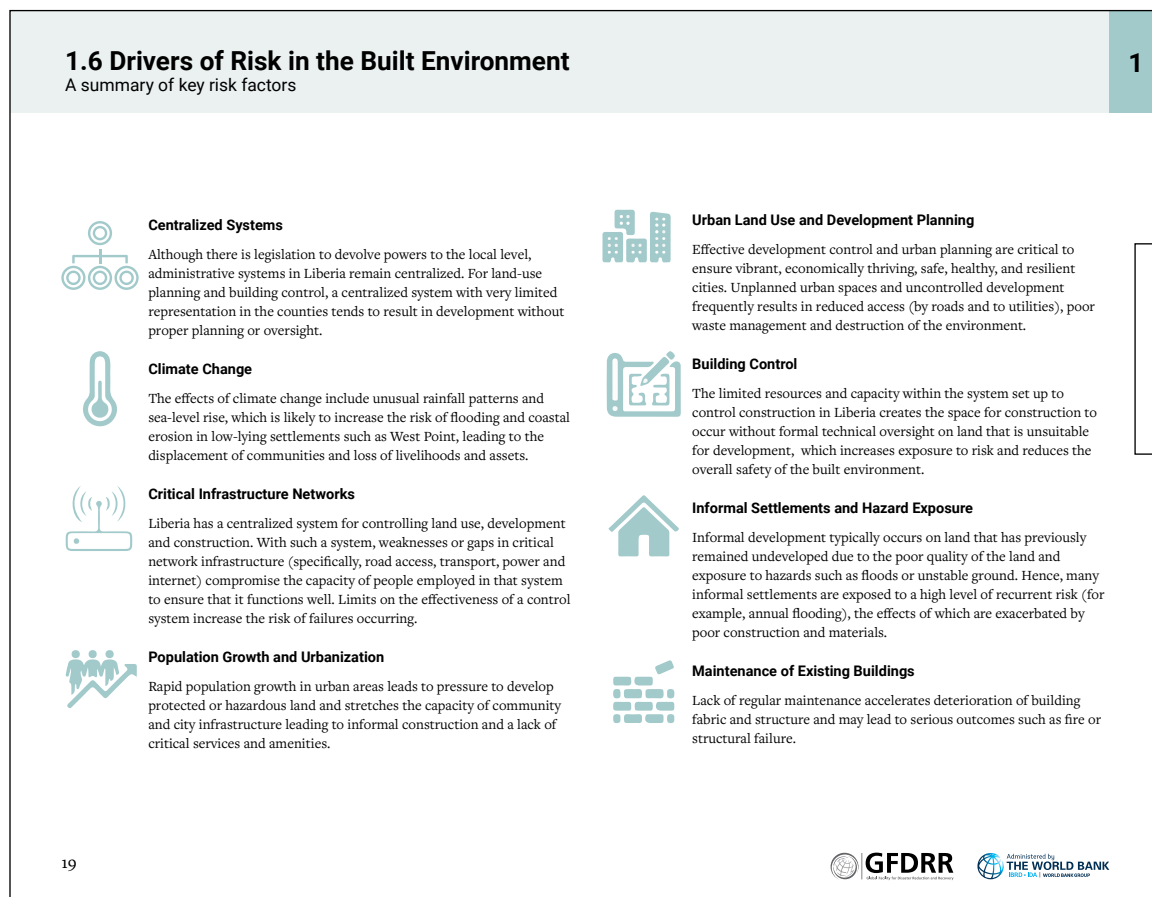 1.6 Drivers of Risk in the Built Environment
A summary of key risk factors
1
Centralized Systems
Although there is legislation to devolve powers to the local level,
administrative systems in Liberia remain centralized. For land-use
planning and building control, a centralized system with very limited
representation in the counties tends to result in development without
proper planning or oversight.
Climate Change
The effects of climate change include unusual rainfall patterns and
sea-level rise, which is likely to increase the risk of flooding and coastal
erosion in low-lying settlements such as West Point, leading to the
displacement of communities and loss of livelihoods and assets.
Critical Infrastructure Networks
Liberia has a centralized system for controlling land use, development
and construction. With such a system, weaknesses or gaps in critical
network infrastructure (specifically, road access, transport, power and
internet) compromise the capacity of people employed in that system
to ensure that it functions well. Limits on the effectiveness of a control
system increase the risk of failures occurring.
Population Growth and Urbanization
Rapid population growth in urban areas leads to pressure to develop
protected or hazardous land and stretches the capacity of community
and city infrastructure leading to informal construction and a lack of
critical services and amenities.
Urban Land Use and Development Planning
Effective development control and urban planning are critical to
ensure vibrant, economically thriving, safe, healthy, and resilient
cities. Unplanned urban spaces and uncontrolled development
frequently results in reduced access (by roads and to utilities), poor
waste management and destruction of the environment.
Building Control
The limited resources and capacity within the system set up to
control construction in Liberia creates the space for construction to
occur without formal technical oversight on land that is unsuitable
for development, which increases exposure to risk and reduces the
overall safety of the built environment.
Informal Settlements and Hazard Exposure
Informal development typically occurs on land that has previously
remained undeveloped due to the poor quality of the land and
exposure to hazards such as floods or unstable ground. Hence, many
informal settlements are exposed to a high level of recurrent risk (for
example, annual flooding), the effects of which are exacerbated by
poor construction and materials.
Maintenance of Existing Buildings
Lack of regular maintenance accelerates deterioration of building
fabric and structure and may lead to serious outcomes such as fire or
structural failure.
19
GFDRR
Global Facility for Disaster Reduction and Recovery
Administered by
THE WORLD BANK
IBRD • IDA | WORLD BANK GROUP